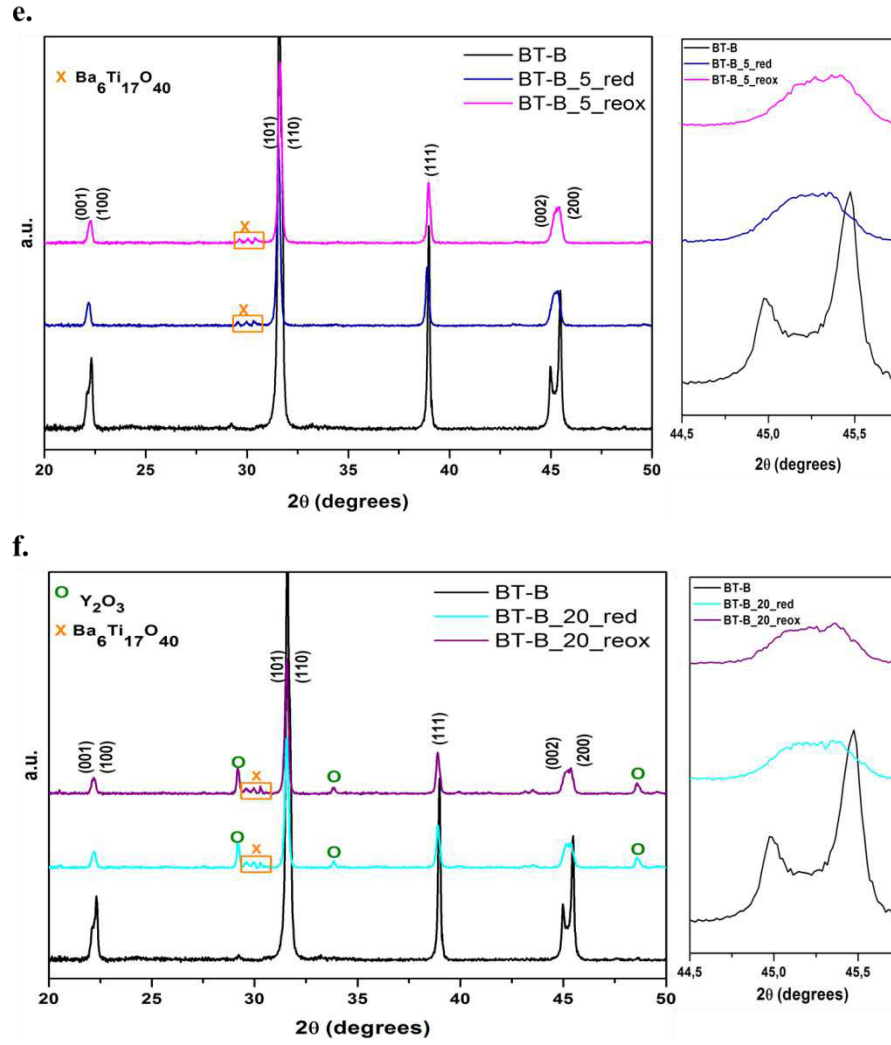 e.
X Ba6Ti17O40
BT-B
BT-B_5_red
BT-B_5_reox
(001)
(100)
X
X
(101)
(110)
(111)
(002)
(200)
a.u.
20 25 30 35 40 45 50
2θ (degrees)
BT-B
BT-B_5_red
BT-B_5_reox
44,5 45,0 45,5
2θ (degrees)
f.
O Y2O3
X Ba6Ti17O40
BT-B
BT-B_20_red
BT-B_20_reox
(001)
(100)
O
X
O
X
(101)
(110)
O
O
(111)
(002)
(200)
O
O
a.u.
20 25 30 35 40 45 50
2θ (degrees)
BT-B
BT-B_20_red
BT-B_20_reox
44,5 45,0 45,5
2θ (degrees)